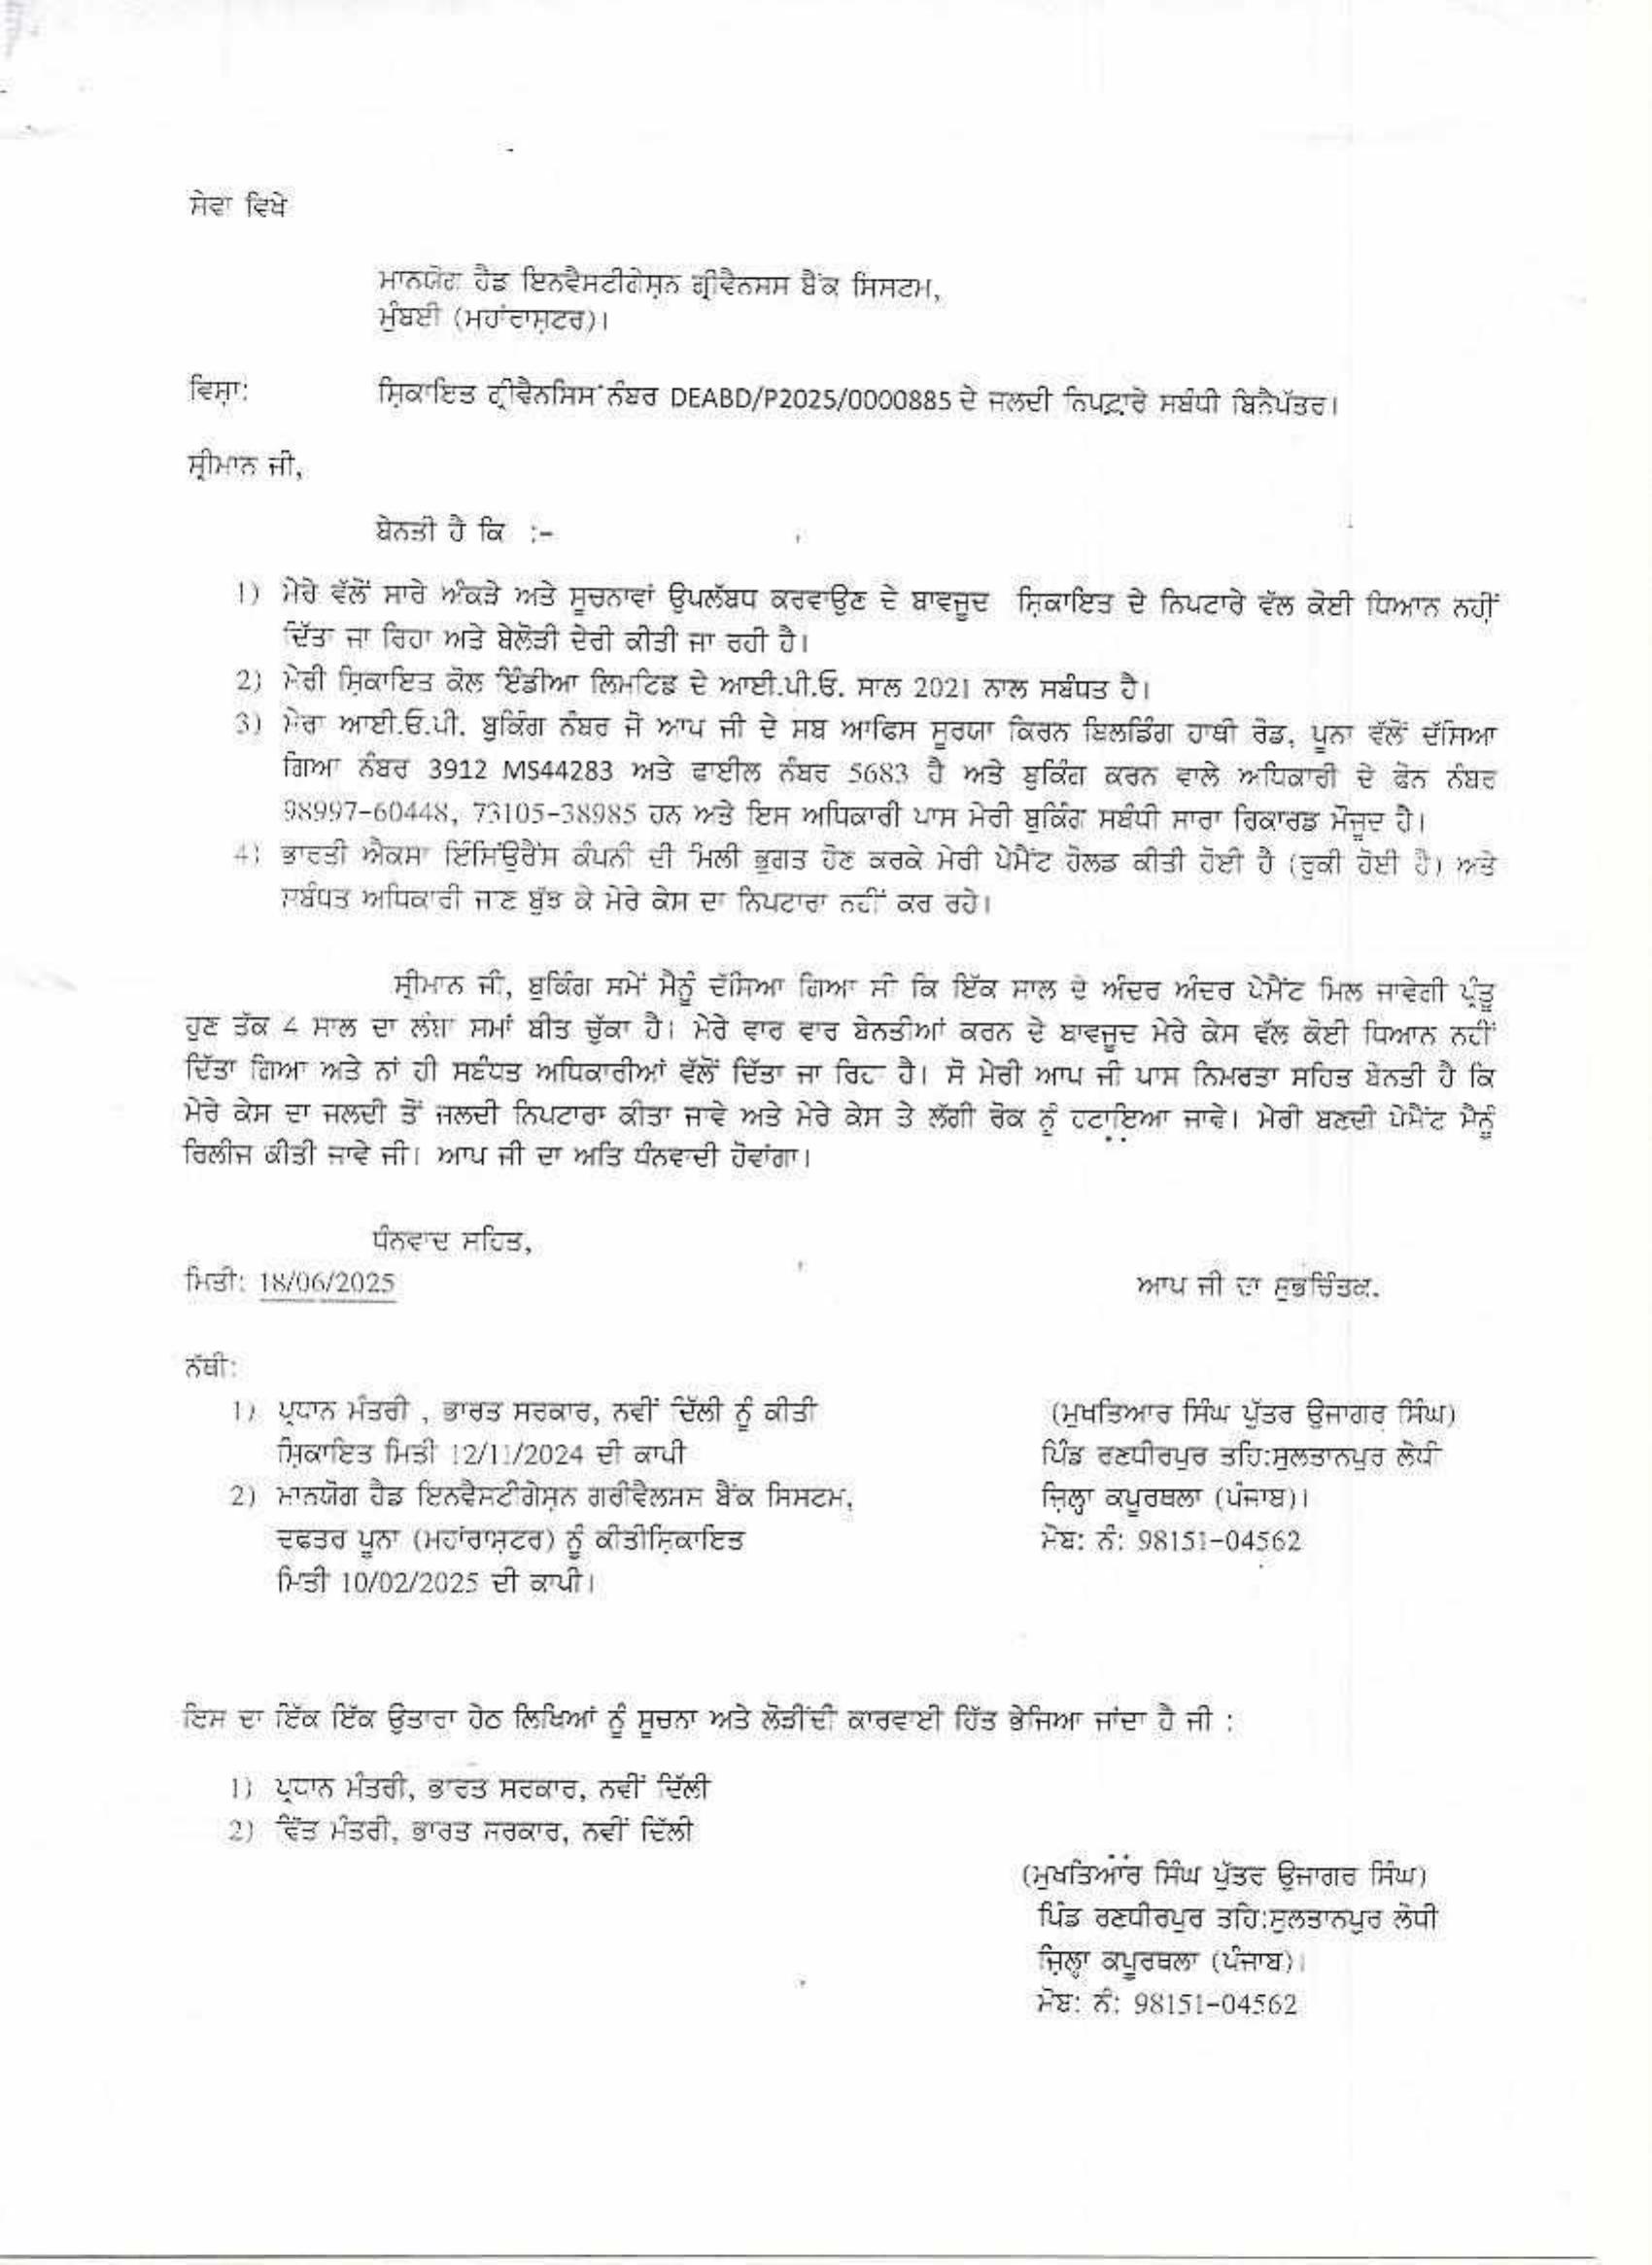 ਸੇਵਾ ਵਿਖੇ
ਮਾਨਯੋਗ ਹੈਡ ਇਨਵੈਸਟੀਗੇਸ਼ਨ ਗ੍ਰੀਵੈਨਸਸ ਬੈਂਕ ਸਿਸਟਮ,
ਮੁੰਬਈ (ਮਹਾਂਰਾਸ਼ਟਰ)।
ਵਿਸ਼ਾ: ਸ਼ਿਕਾਇਤ ਗ੍ਰੀਵੈਨਸਿਸ ਨੰਬਰ DEABD/P2025/0000885 ਦੇ ਜਲਦੀ ਨਿਪਟਾਰੇ ਸਬੰਧੀ ਬਿਨੈਪੱਤਰ।
ਸ਼੍ਰੀਮਾਨ ਜੀ,
ਬੇਨਤੀ ਹੈ ਕਿ :-
1) ਮੇਰੇ ਵੱਲੋਂ ਸਾਰੇ ਅੰਕੜੇ ਅਤੇ ਸੂਚਨਾਵਾਂ ਉਪਲੱਬਧ ਕਰਵਾਉਣ ਦੇ ਬਾਵਜੂਦ ਸ਼ਿਕਾਇਤ ਦੇ ਨਿਪਟਾਰੇ ਵੱਲ ਕੋਈ ਧਿਆਨ ਨਹੀਂ
ਦਿੱਤਾ ਜਾ ਰਿਹਾ ਅਤੇ ਬੇਲੋੜੀ ਦੇਰੀ ਕੀਤੀ ਜਾ ਰਹੀ ਹੈ।
2) ਮੇਰੀ ਸ਼ਿਕਾਇਤ ਕੋਲ ਇੰਡੀਆ ਲਿਮਟਿਡ ਦੇ ਆਈ.ਪੀ.ਓ. ਸਾਲ 2021 ਨਾਲ ਸਬੰਧਤ ਹੈ।
3) ਮੇਰਾ ਆਈ.ਓ.ਪੀ. ਬੁਕਿੰਗ ਨੰਬਰ ਜੋ ਆਪ ਜੀ ਦੇ ਸਬ ਆਫਿਸ ਸੂਰਯਾ ਕਿਰਨ ਬਿਲਡਿੰਗ ਹਾਥੀ ਰੋਡ, ਪੂਨਾ ਵੱਲੋਂ ਦੱਸਿਆ
ਗਿਆ ਨੰਬਰ 3912 MS44283 ਅਤੇ ਫਾਈਲ ਨੰਬਰ 5683 ਹੈ ਅਤੇ ਬੁਕਿੰਗ ਕਰਨ ਵਾਲੇ ਅਧਿਕਾਰੀ ਦੇ ਫੋਨ ਨੰਬਰ
98997-60448, 73105-38985 ਹਨ ਅਤੇ ਇਸ ਅਧਿਕਾਰੀ ਪਾਸ ਮੇਰੀ ਬੁਕਿੰਗ ਸਬੰਧੀ ਸਾਰਾ ਰਿਕਾਰਡ ਮੌਜੂਦ ਹੈ।
4) ਭਾਰਤੀ ਐਕਸਾ ਇੰਸਿਂਉਰੈਂਸ ਕੰਪਨੀ ਦੀ ਮਿਲੀ ਭੁਗਤ ਹੋਣ ਕਰਕੇ ਮੇਰੀ ਪੇਮੈਂਟ ਹੋਲਡ ਕੀਤੀ ਹੋਈ ਹੈ (ਰੁਕੀ ਹੋਈ ਹੈ) ਅਤੇ
ਸਬੰਧਤ ਅਧਿਕਾਰੀ ਜਾਣ ਬੁੱਝ ਕੇ ਮੇਰੇ ਕੇਸ ਦਾ ਨਿਪਟਾਰਾ ਨਹੀਂ ਕਰ ਰਹੇ।
ਸ਼੍ਰੀਮਾਨ ਜੀ, ਬੁਕਿੰਗ ਸਮੇਂ ਮੈਨੂੰ ਦੱਸਿਆ ਗਿਆ ਸੀ ਕਿ ਇੱਕ ਸਾਲ ਦੇ ਅੰਦਰ ਅੰਦਰ ਪੇਮੈਂਟ ਮਿਲ ਜਾਵੇਗੀ ਪ੍ਰੰਤੂ
ਹੁਣ ਤੱਕ 4 ਸਾਲ ਦਾ ਲੰਬਾ ਸਮਾਂ ਬੀਤ ਚੁੱਕਾ ਹੈ। ਮੇਰੇ ਵਾਰ ਵਾਰ ਬੇਨਤੀਆਂ ਕਰਨ ਦੇ ਬਾਵਜੂਦ ਮੇਰੇ ਕੇਸ ਵੱਲ ਕੋਈ ਧਿਆਨ ਨਹੀਂ
ਦਿੱਤਾ ਗਿਆ ਅਤੇ ਨਾਂ ਹੀ ਸਬੰਧਤ ਅਧਿਕਾਰੀਆਂ ਵੱਲੋਂ ਦਿੱਤਾ ਜਾ ਰਿਹਾ ਹੈ। ਸੋ ਮੇਰੀ ਆਪ ਜੀ ਪਾਸ ਨਿਮਰਤਾ ਸਹਿਤ ਬੇਨਤੀ ਹੈ ਕਿ
ਮੇਰੇ ਕੇਸ ਦਾ ਜਲਦੀ ਤੋਂ ਜਲਦੀ ਨਿਪਟਾਰਾ ਕੀਤਾ ਜਾਵੇ ਅਤੇ ਮੇਰੇ ਕੇਸ ਤੇ ਲੱਗੀ ਰੋਕ ਨੂੰ ਹਟਾਇਆ ਜਾਵੇ। ਮੇਰੀ ਬਣਦੀ ਪੇਮੈਂਟ ਮੈਨੂੰ
ਰਿਲੀਜ ਕੀਤੀ ਜਾਵੇ ਜੀ। ਆਪ ਜੀ ਦਾ ਅਤਿ ਧੰਨਵਾਦੀ ਹੋਵਾਂਗਾ।
ਧੰਨਵਾਦ ਸਹਿਤ,
ਮਿਤੀ: 18/06/2025 ਆਪ ਜੀ ਦਾ ਸ਼ੁਭਚਿੰਤਕ.
ਨੱਥੀ:
1) ਪ੍ਰਧਾਨ ਮੰਤਰੀ , ਭਾਰਤ ਸਰਕਾਰ, ਨਵੀਂ ਦਿੱਲੀ ਨੂੰ ਕੀਤੀ
ਸ਼ਿਕਾਇਤ ਮਿਤੀ 12/11/2024 ਦੀ ਕਾਪੀ
2) ਮਾਨਯੋਗ ਹੈਡ ਇਨਵੈਸਟੀਗੇਸ਼ਨ ਗਰੀਵੈਲਸਸ ਬੈਂਕ ਸਿਸਟਮ,
ਦਫਤਰ ਪੂਨਾ (ਮਹਾਂਰਾਸ਼ਟਰ) ਨੂੰ ਕੀਤੀਸ਼ਿਕਾਇਤ
ਮਿਤੀ 10/02/2025 ਦੀ ਕਾਪੀ।
(ਮੁਖਤਿਆਰ ਸਿੰਘ ਪੁੱਤਰ ਉਜਾਗਰ ਸਿੰਘ)
ਪਿੰਡ ਰਣਧੀਰਪੁਰ ਤਹਿ:ਸੁਲਤਾਨਪੁਰ ਲੋਧੀ
ਜ਼ਿਲ੍ਹਾ ਕਪੂਰਥਲਾ (ਪੰਜਾਬ)।
ਮੋਬ: ਨੰ: 98151-04562
ਇਸ ਦਾ ਇੱਕ ਇੱਕ ਉਤਾਰਾ ਹੇਠ ਲਿਖਿਆਂ ਨੂੰ ਸੂਚਨਾ ਅਤੇ ਲੋੜੀਂਦੀ ਕਾਰਵਾਈ ਹਿੱਤ ਭੇਜਿਆ ਜਾਂਦਾ ਹੈ ਜੀ :
1) ਪ੍ਰਧਾਨ ਮੰਤਰੀ, ਭਾਰਤ ਸਰਕਾਰ, ਨਵੀਂ ਦਿੱਲੀ
2) ਵਿੱਤ ਮੰਤਰੀ, ਭਾਰਤ ਸਰਕਾਰ, ਨਵੀਂ ਦਿੱਲੀ
(ਮੁਖਤਿਆਰ ਸਿੰਘ ਪੁੱਤਰ ਉਜਾਗਰ ਸਿੰਘ)
ਪਿੰਡ ਰਣਧੀਰਪੁਰ ਤਹਿ:ਸੁਲਤਾਨਪੁਰ ਲੋਧੀ
ਜ਼ਿਲ੍ਹਾ ਕਪੂਰਥਲਾ (ਪੰਜਾਬ)।
ਮੋਬ: ਨੰ: 98151-04562